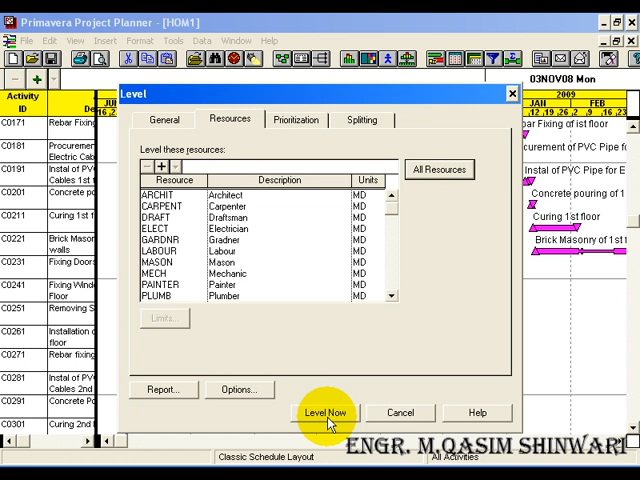 Primavera Project Planner - [HOM1]
File Edit View Insert Format Tools Data Window Help
03NOV08 Mon
Activity
ID
2009
JAN FEB
C0171 Rebar Fixing
C0181 Procurement
Electric Cab
C0191 Instal of PVC
Cables 1st f
C0201 Concrete po
C0211 Curing 1st flo
C0221 Brick Mason
walls
C0231 Fixing Doors
C0241 Fixing Windo
Floor
C0251 Removing S
C0261 Installation o
floor
C0271 Rebar fixing
C0281 Instal of PVC
Cables 2nd
C0291 Concrete po
C0301 Curing 2nd f
Level
General Resources Prioritization Splitting
Level these resources:
All Resources
Resource Description Units
ARCHIT Architect MD
CARPENT Carpenter MD
DRAFT Draftsman MD
ELECT Electrician MD
GARDNR Gradner MD
LABOUR Labour MD
MASON Mason MD
MECH Mechanic MD
PAINTER Painter MD
PLUMB Plumber MD
Limits...
Report... Options...
Level Now Cancel Help
r Fixing of ist floor
curement of PVC Pipe
Instal of PVC Pipe for E
Concrete pouring of 1
Curing 1st floor
Brick Masonry of 1st f
ENGR. M.QASIM SHINWARI
Classic Schedule Layout All Activities